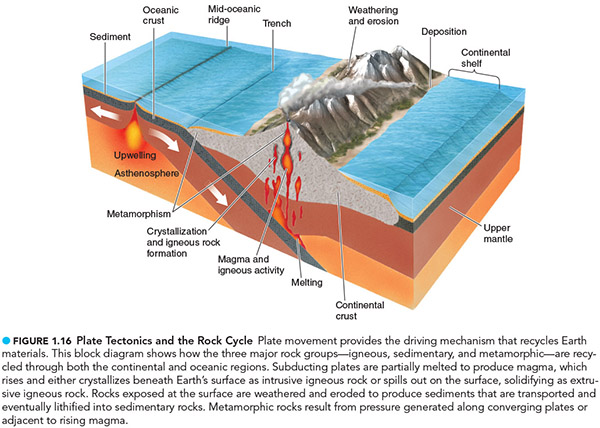 Oceanic
crust
Mid-oceanic
ridge
Trench
Weathering
and erosion
Deposition
Continental
shelf
Sediment
Upwelling
Asthenosphere
Metamorphism
Crystallization
and igneous rock
formation
Magma and
igneous activity
Melting
Continental
crust
Upper
mantle
● FIGURE 1.16 Plate Tectonics and the Rock Cycle Plate movement provides the driving mechanism that recycles Earth
materials. This block diagram shows how the three major rock groups—igneous, sedimentary, and metamorphic—are recy-
cled through both the continental and oceanic regions. Subducting plates are partially melted to produce magma, which
rises and either crystallizes beneath Earth's surface as intrusive igneous rock or spills out on the surface, solidifying as extru-
sive igneous rock. Rocks exposed at the surface are weathered and eroded to produce sediments that are transported and
eventually lithified into sedimentary rocks. Metamorphic rocks result from pressure generated along converging plates or
adjacent to rising magma.